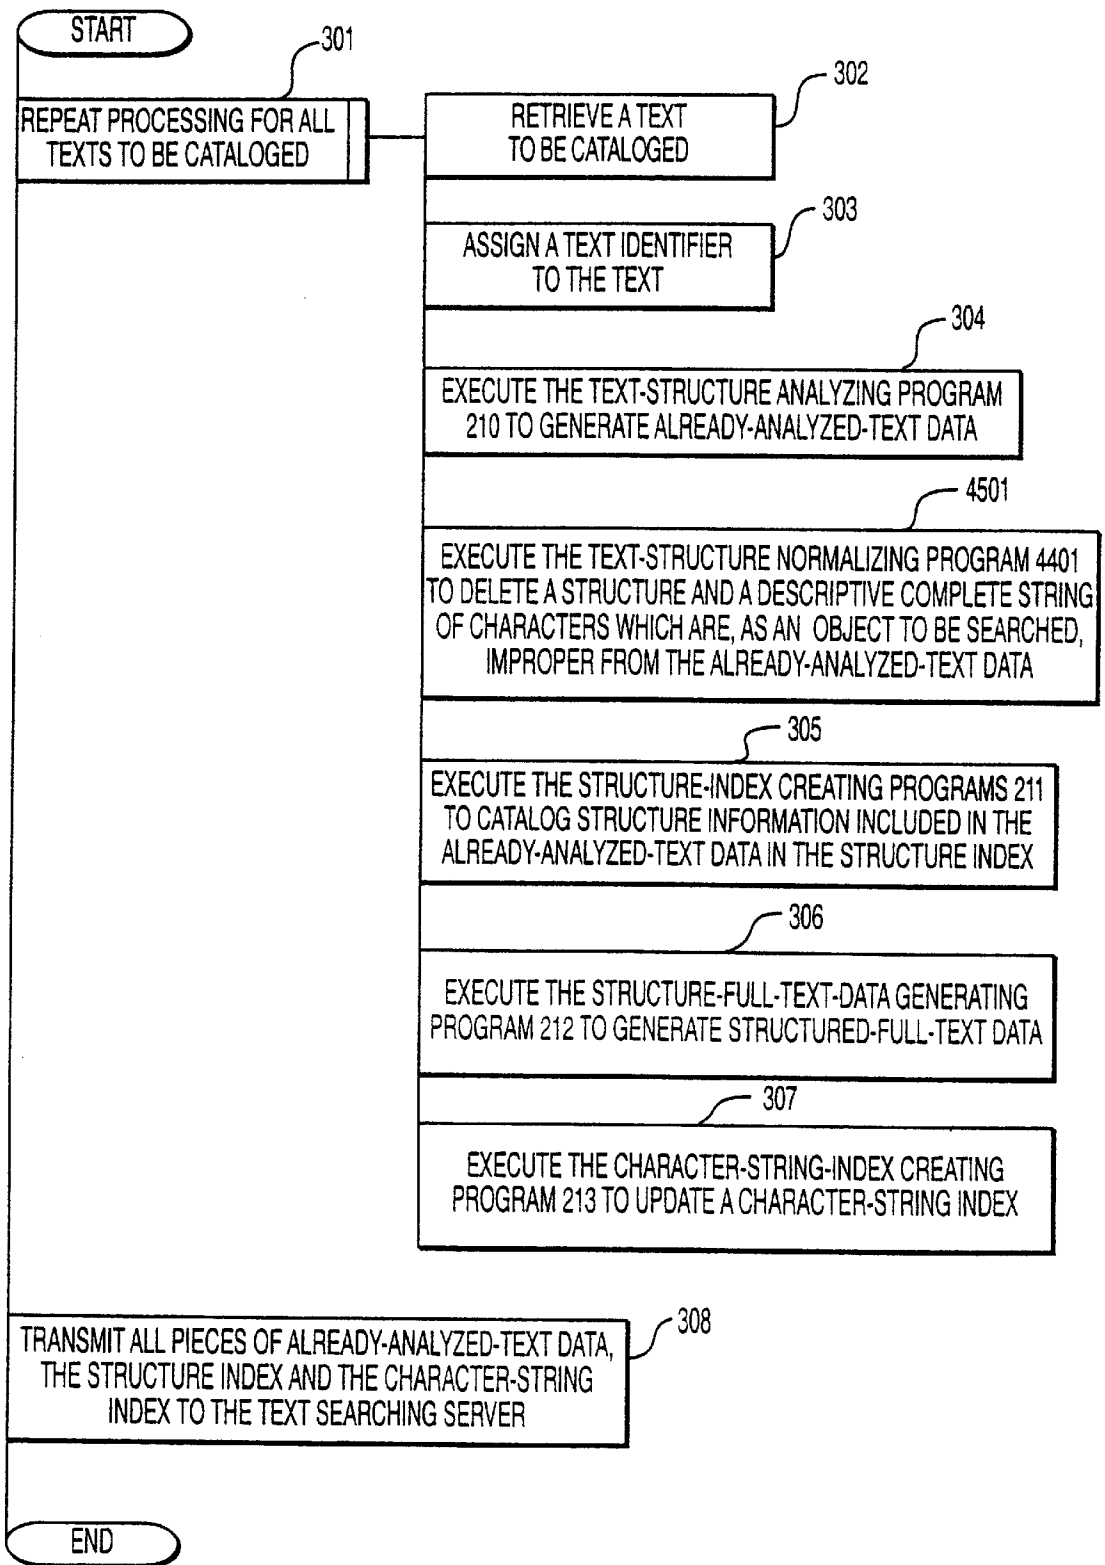 START
301
REPEAT PROCESSING FOR ALL
TEXTS TO BE CATALOGED
302
RETRIEVE A TEXT
TO BE CATALOGED
303
ASSIGN A TEXT IDENTIFIER
TO THE TEXT
304
EXECUTE THE TEXT-STRUCTURE ANALYZING PROGRAM
210 TO GENERATE ALREADY-ANALYZED-TEXT DATA
4501
EXECUTE THE TEXT-STRUCTURE NORMALIZING PROGRAM 4401
TO DELETE A STRUCTURE AND A DESCRIPTIVE COMPLETE STRING
OF CHARACTERS WHICH ARE, AS AN OBJECT TO BE SEARCHED,
IMPROPER FROM THE ALREADY-ANALYZED-TEXT DATA
305
EXECUTE THE STRUCTURE-INDEX CREATING PROGRAMS 211
TO CATALOG STRUCTURE INFORMATION INCLUDED IN THE
ALREADY-ANALYZED-TEXT DATA IN THE STRUCTURE INDEX
306
EXECUTE THE STRUCTURE-FULL-TEXT-DATA GENERATING
PROGRAM 212 TO GENERATE STRUCTURED-FULL-TEXT DATA
307
EXECUTE THE CHARACTER-STRING-INDEX CREATING
PROGRAM 213 TO UPDATE A CHARACTER-STRING INDEX
308
TRANSMIT ALL PIECES OF ALREADY-ANALYZED-TEXT DATA,
THE STRUCTURE INDEX AND THE CHARACTER-STRING
INDEX TO THE TEXT SEARCHING SERVER
END